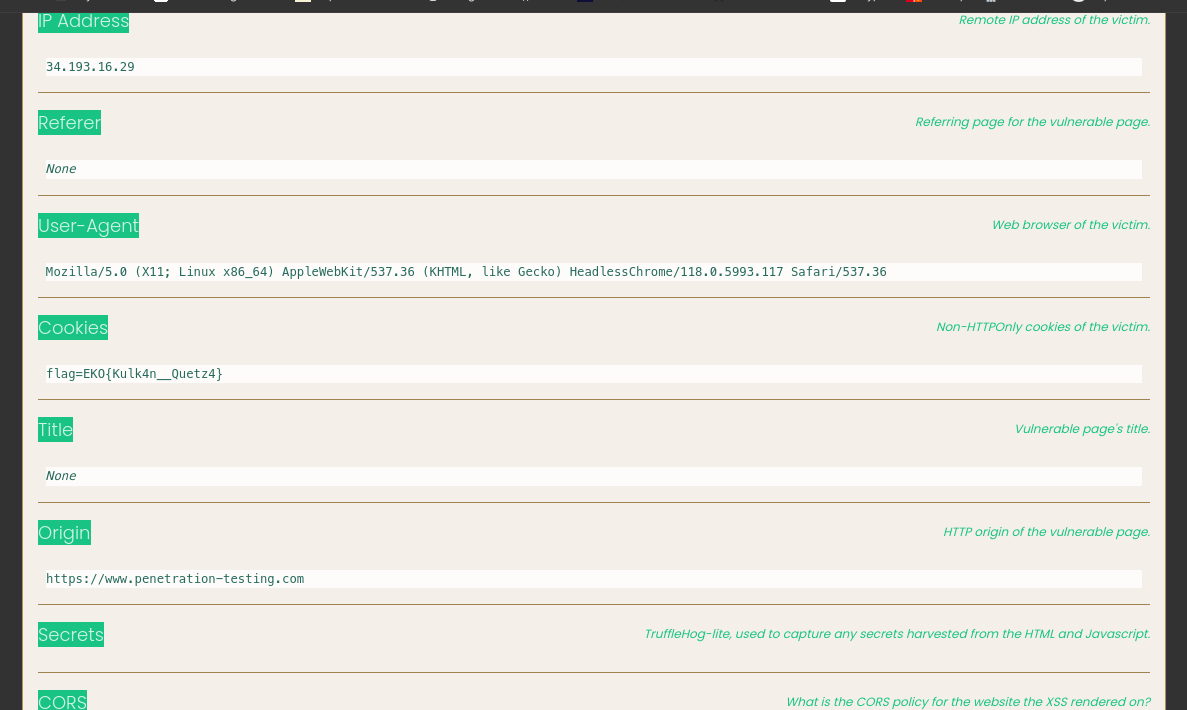 IP Address
Remote IP address of the victim.
34.193.16.29
Referer
Referring page for the vulnerable page.
None
User-Agent
Web browser of the victim.
Mozilla/5.0 (X11; Linux x86_64) AppleWebKit/537.36 (KHTML, like Gecko) HeadlessChrome/118.0.5993.117 Safari/537.36
Cookies
Non-HTTPOnly cookies of the victim.
flag=EKO{Kulk4n__Quetz4}
Title
Vulnerable page's title.
None
Origin
HTTP origin of the vulnerable page.
https://www.penetration-testing.com
Secrets
TruffleHog-lite, used to capture any secrets harvested from the HTML and Javascript.
CORS
What is the CORS policy for the website the XSS rendered on?